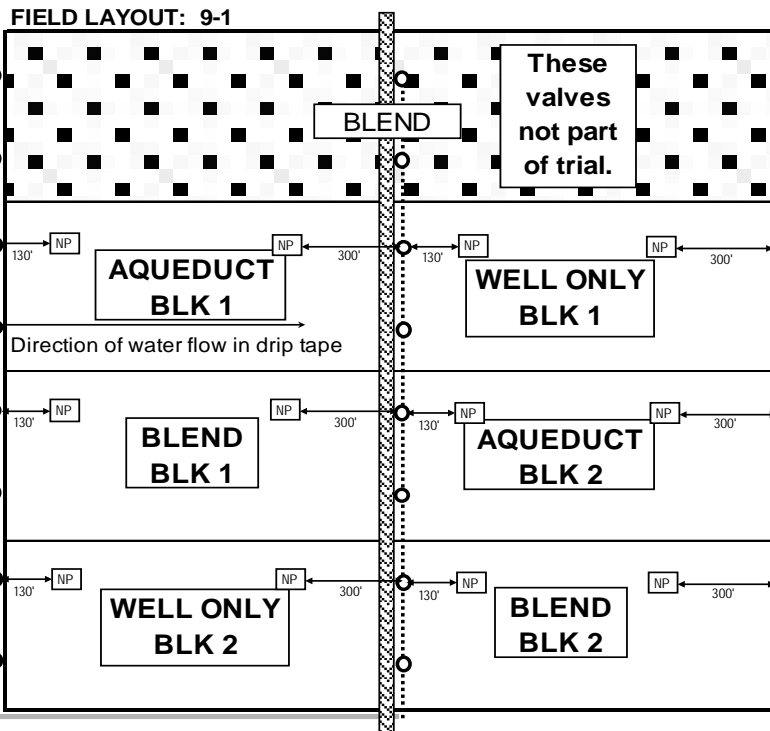 FIELD LAYOUT: 9-1
BLEND
These
valves
not part
of trial.
130'
NP
AQUEDUCT
BLK 1
NP
300'
130'
NP
WELL ONLY
BLK 1
NP
300'
Direction of water flow in drip tape
130'
NP
BLEND
BLK 1
NP
300'
130'
NP
AQUEDUCT
BLK 2
NP
300'
130'
NP
WELL ONLY
BLK 2
NP
300'
130'
NP
BLEND
BLK 2
NP
300'